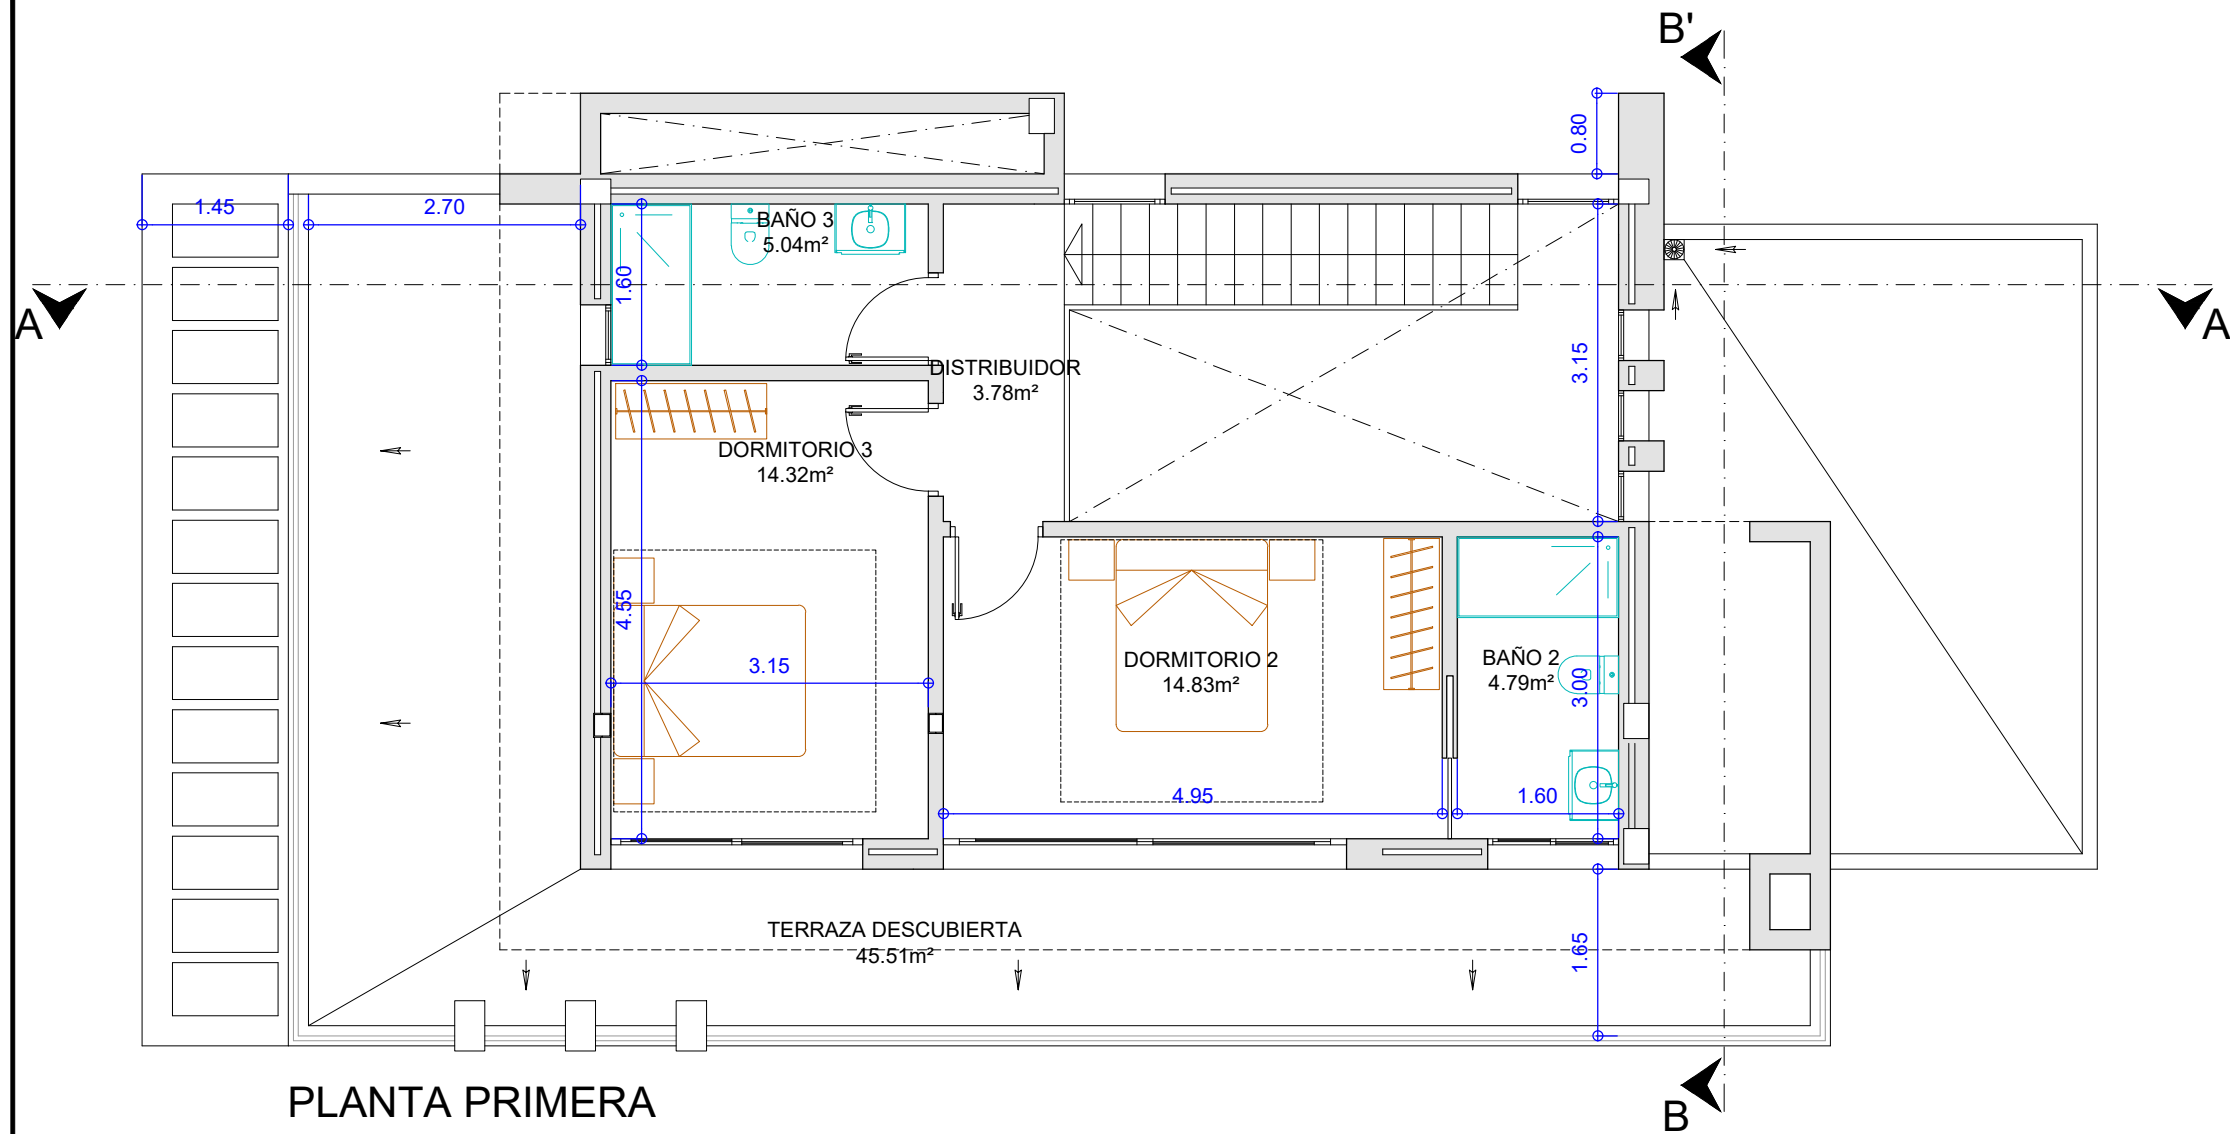 B'
0.80
1.45
2.70
BAÑO 3
5.04m²
1.60
A
A
3.15
DISTRIBUIDOR
3.78m²
DORMITORIO 3
14.32m²
4.55
3.15
DORMITORIO 2
14.83m²
BAÑO 2
4.79m²
3.00
4.95
1.60
TERRAZA DESCUBIERTA
45.51m²
1.65
PLANTA PRIMERA
B